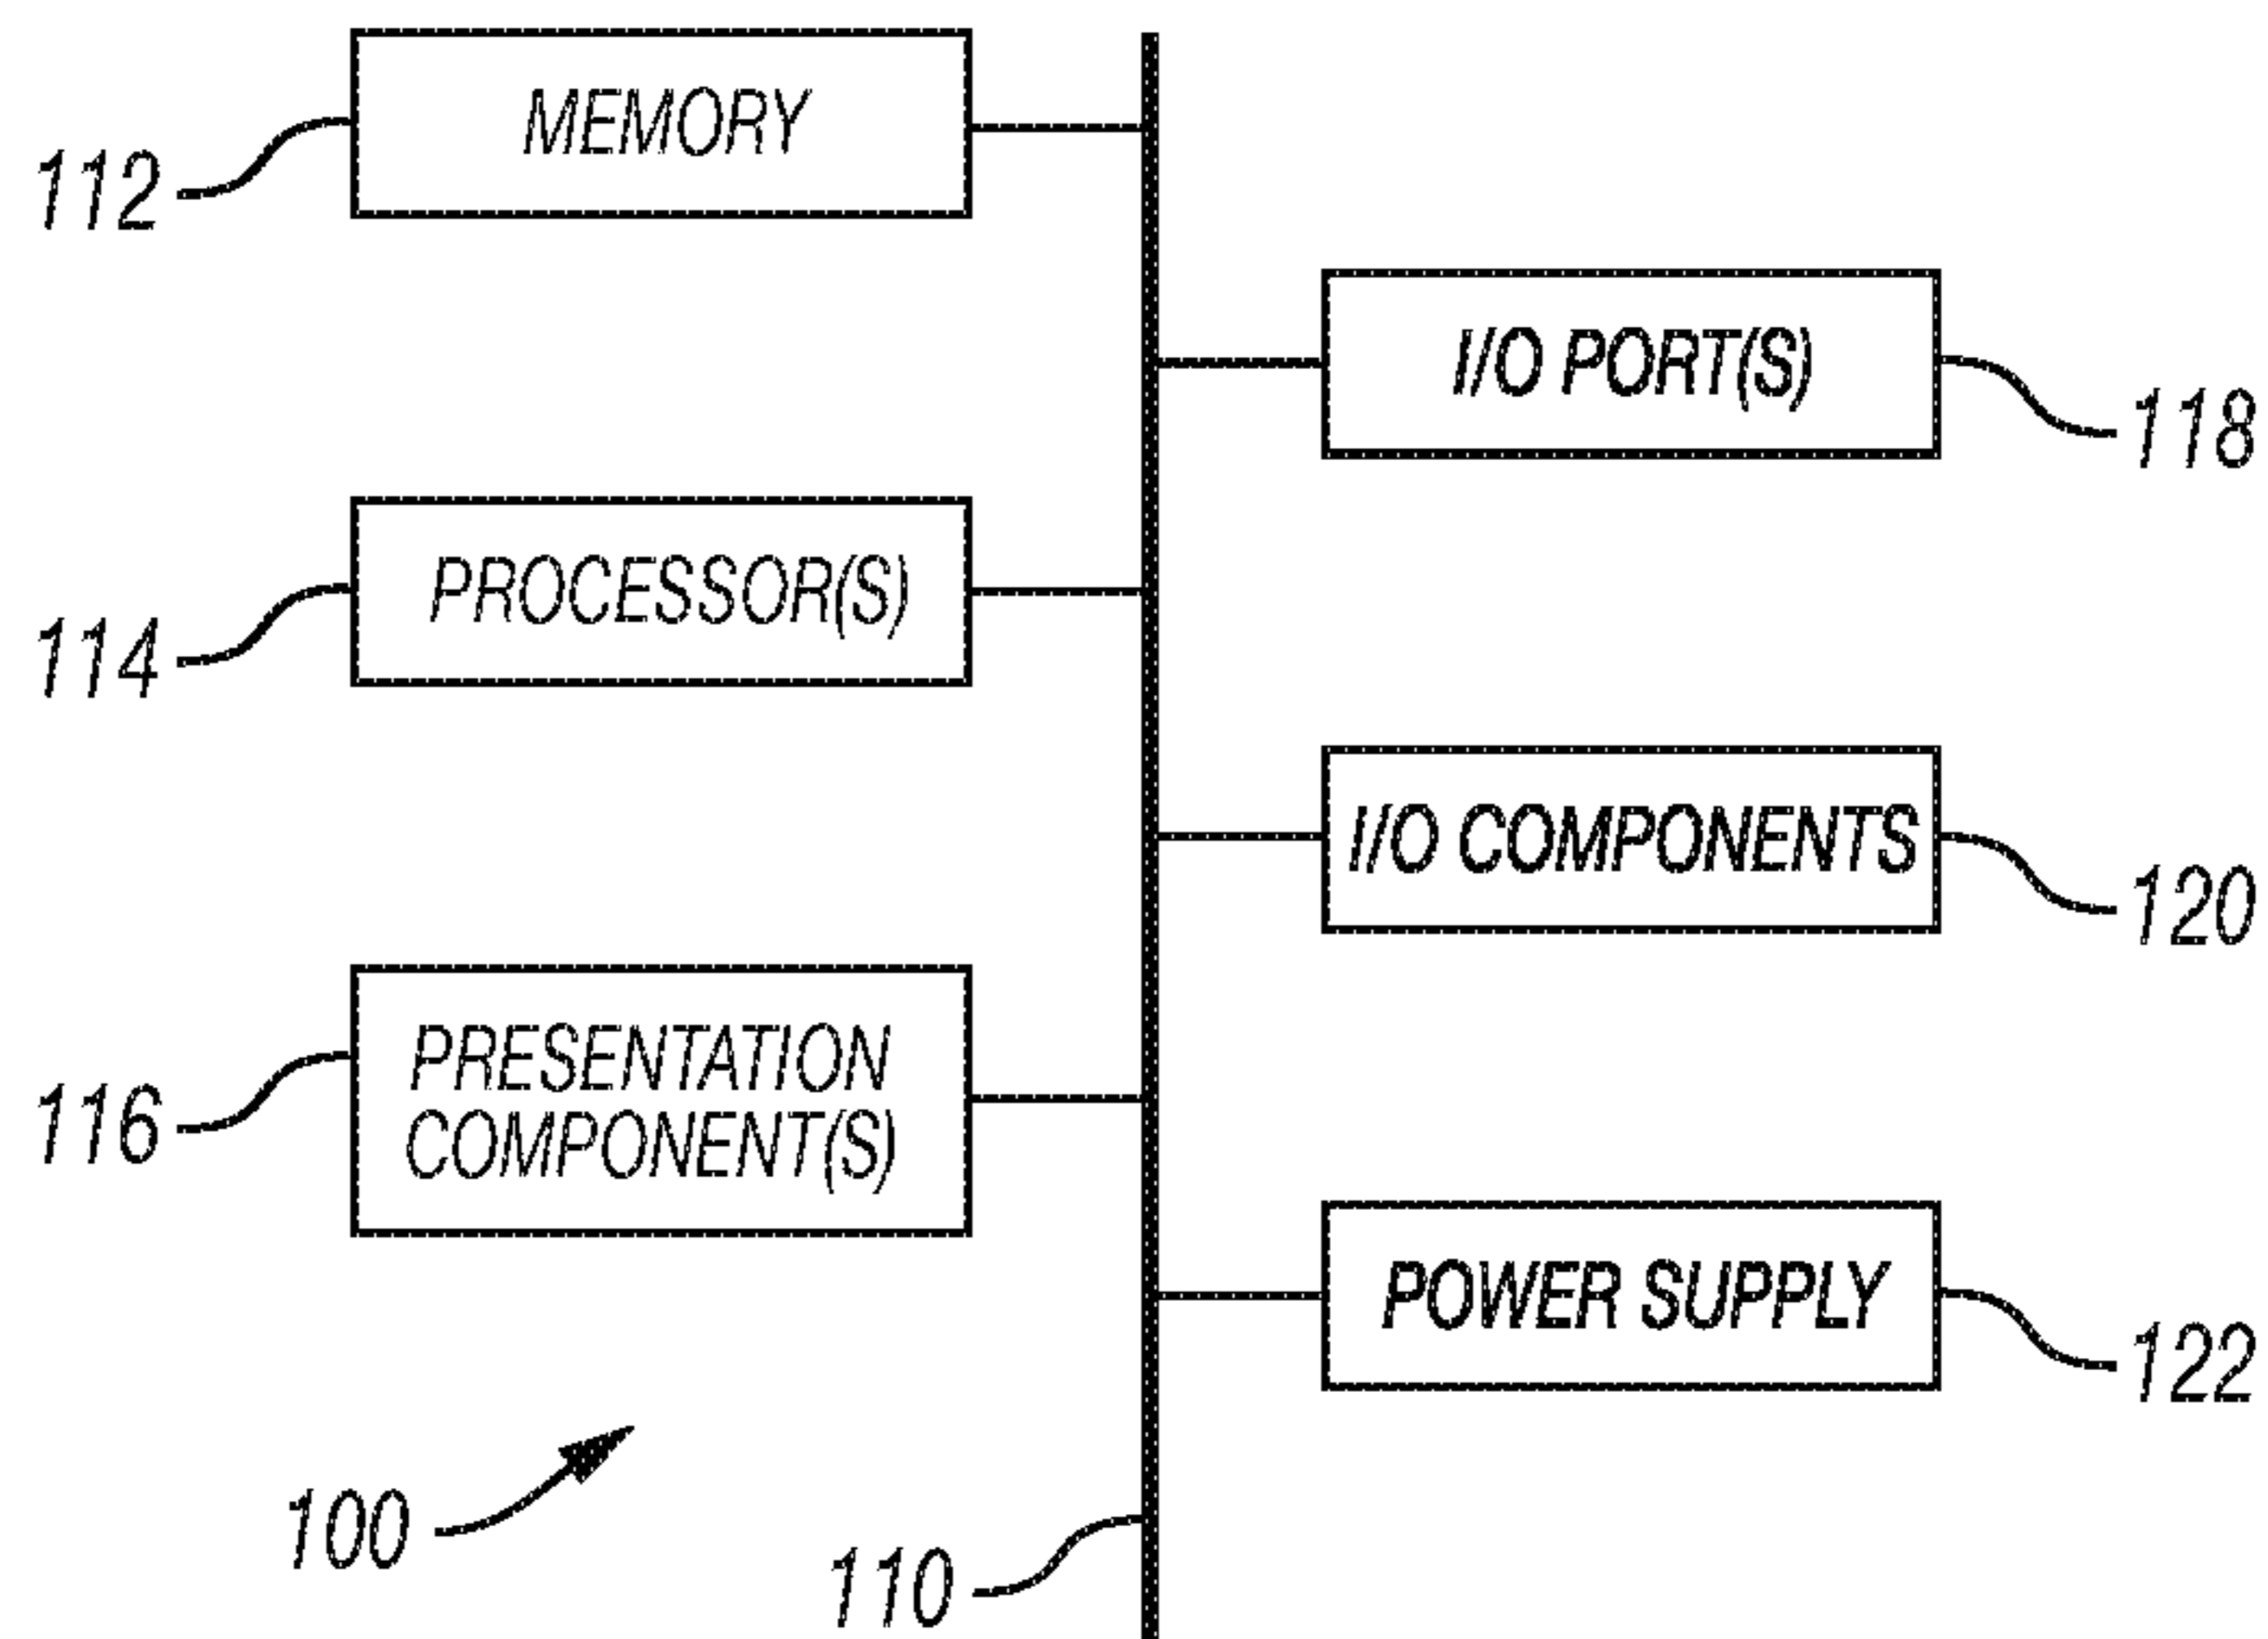 MEMORY
112
I/O PORT(S)
118
PROCESSOR(S)
114
I/O COMPONENTS
120
PRESENTATION
COMPONENT(S)
116
POWER SUPPLY
122
100
110